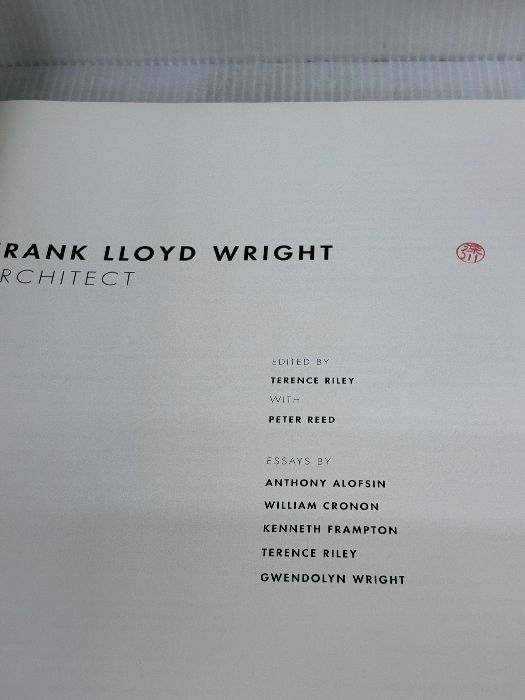 RANK LLOYD WRIGHT
RCHITECT
EDITED BY
TERENCE RILEY
WITH
PETER REED
ESSAYS BY
ANTHONY ALOFSIN
WILLIAM CRONON
KENNETH FRAMPTON
TERENCE RILEY
GWENDOLYN WRIGHT